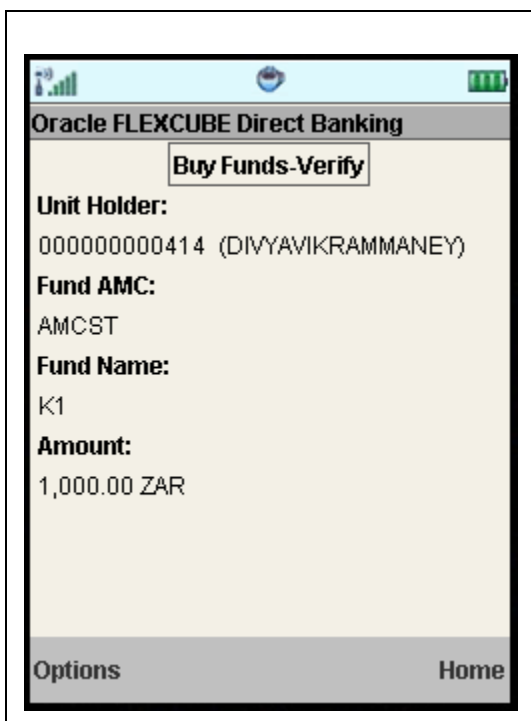 Oracle FLEXCUBE Direct Banking
Buy Funds-Verify
Unit Holder:
000000000414 (DIVYAVIKRAMMANEY)
Fund AMC:
AMCST
Fund Name:
K1
Amount:
1,000.00 ZAR
Options Home